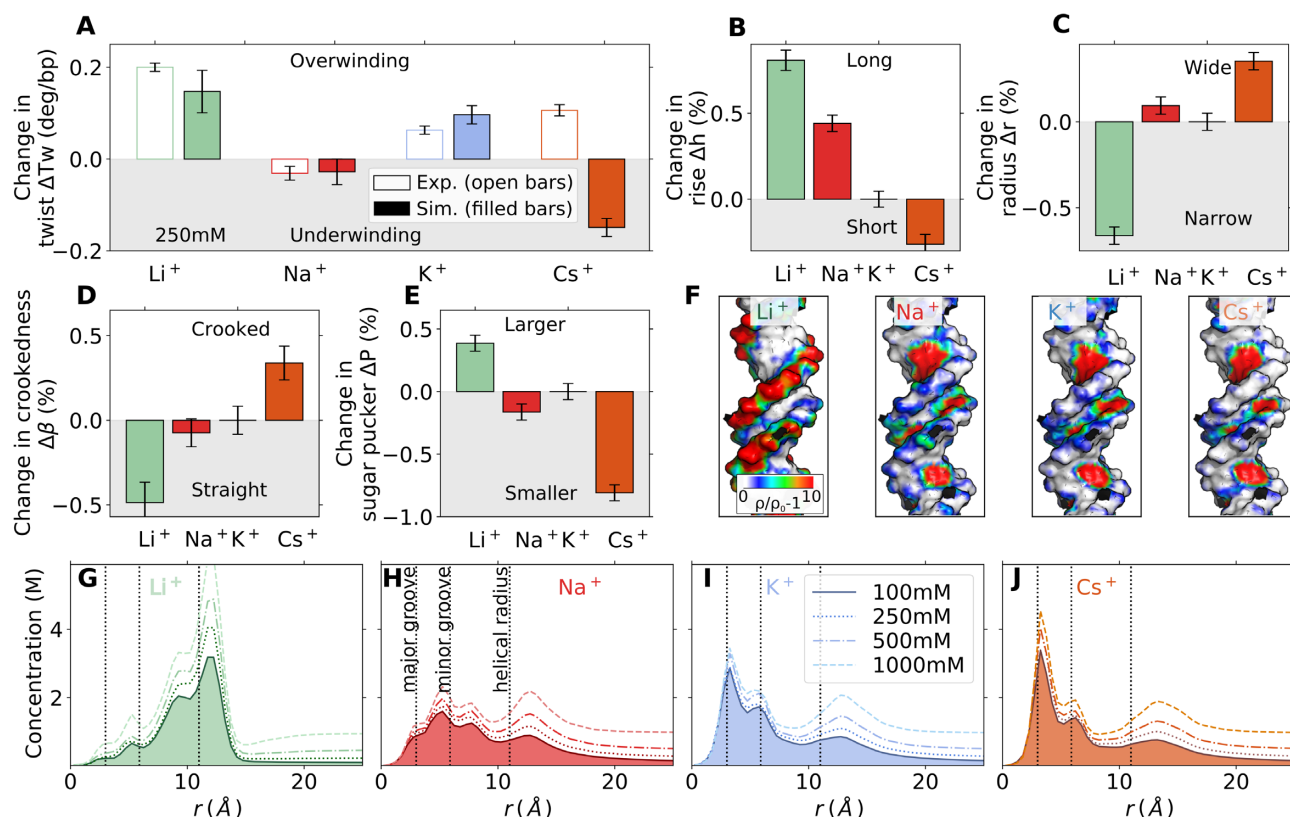 A
Change in
twist ΔTw (deg/bp)
0.2
0.0
−0.2
Overwinding
Exp. (open bars)
Sim. (filled bars)
250mM
Underwinding
Li⁺
Na⁺
K⁺
Cs⁺
B
Change in
rise Δh (%)
0.5
0.0
Long
Short
Li⁺
Na⁺
K⁺
Cs⁺
C
Change in
radius Δr (%)
0.0
−0.5
Wide
Narrow
Li⁺
Na⁺
K⁺
Cs⁺
D
Change in crookedness
Δβ (%)
0.5
0.0
−0.5
Crooked
Straight
Li⁺
Na⁺
K⁺
Cs⁺
E
Change in
sugar pucker ΔP (%)
0.5
0.0
−0.5
−1.0
Larger
Smaller
Li⁺
Na⁺
K⁺
Cs⁺
F
Li⁺
Na⁺
K⁺
Cs⁺
0
10
ρ/ρ₀-1
G
Li⁺
Concentration (M)
4
2
0
0
10
20
r (Å)
H
Na⁺
major groove
minor groove
helical radius
0
10
20
r (Å)
I
K⁺
100mM
250mM
500mM
1000mM
0
10
20
r (Å)
J
Cs⁺
0
10
20
r (Å)